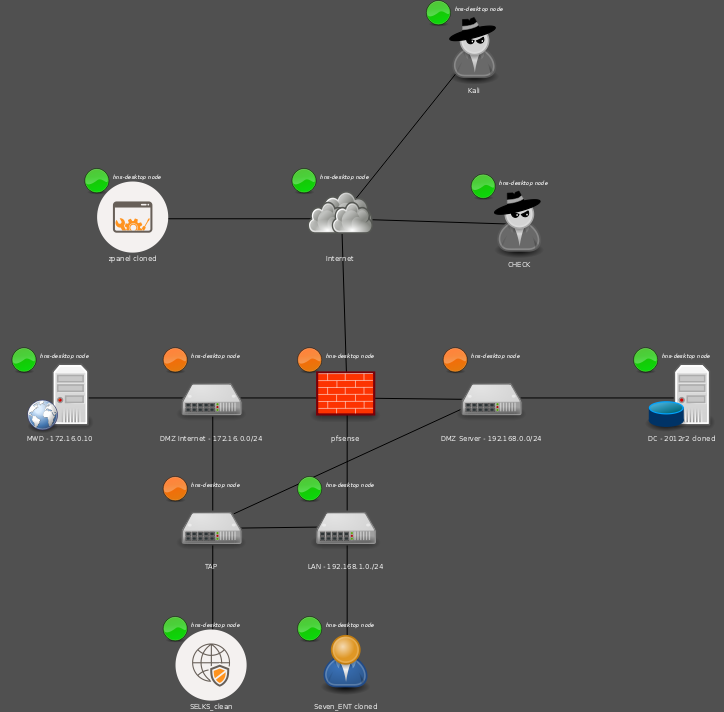 hns-desktop node
Kali
hns-desktop node
hns-desktop node
hns-desktop node
zpanel cloned
Internet
CHECK
hns-desktop node
hns-desktop node
hns-desktop node
hns-desktop node
hns-desktop node
MWD - 172.16.0.10
DMZ Internet - 172.16.0.0/24
pfsense
DMZ Server - 192.168.0.0/24
DC - 2012r2 cloned
hns-desktop node
hns-desktop node
TAP
LAN - 192.168.1.0./24
hns-desktop node
hns-desktop node
SELKS_clean
Seven_ENT cloned